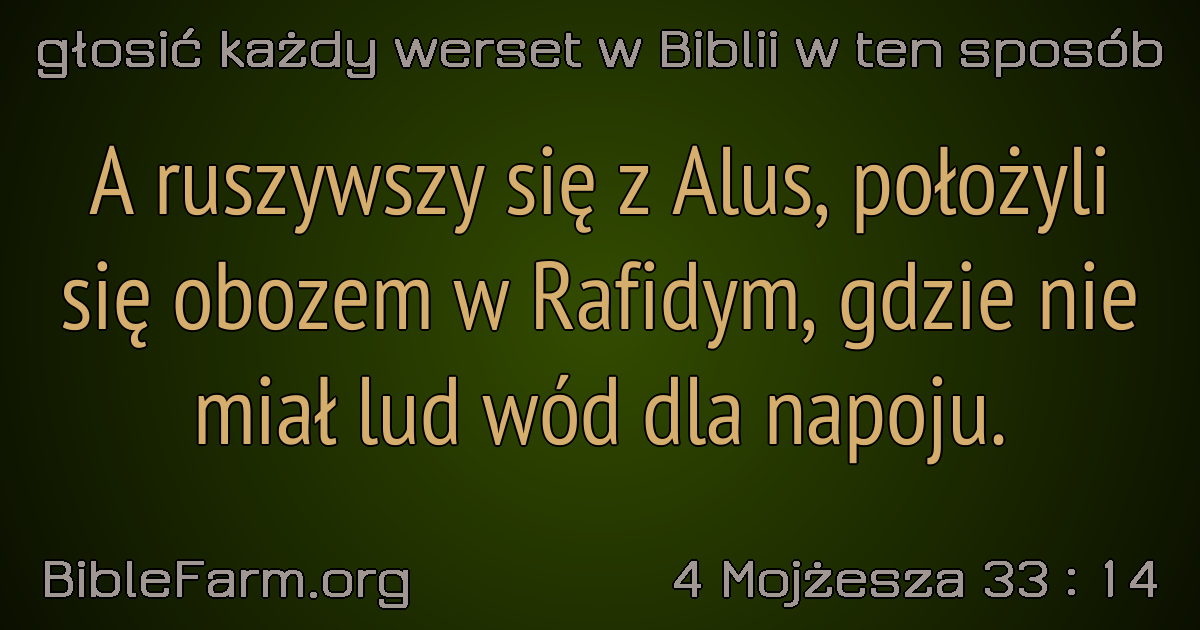 głosić każdy werset w Biblii w ten sposób
A ruszywszy się z Alus, położyli
się obozem w Rafidym, gdzie nie
miał lud wód dla napoju.
BibleFarm.org
4 Mojżesza 33 : 14